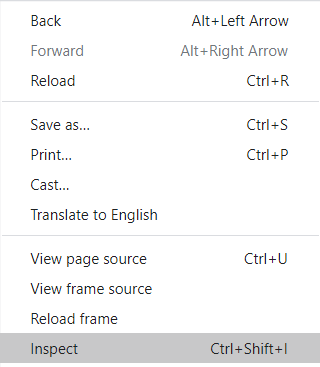 Back Alt+Left Arrow
Forward Alt+Right Arrow
Reload Ctrl+R
Save as... Ctrl+S
Print... Ctrl+P
Cast...
Translate to English
View page source Ctrl+U
View frame source
Reload frame
Inspect Ctrl+Shift+I